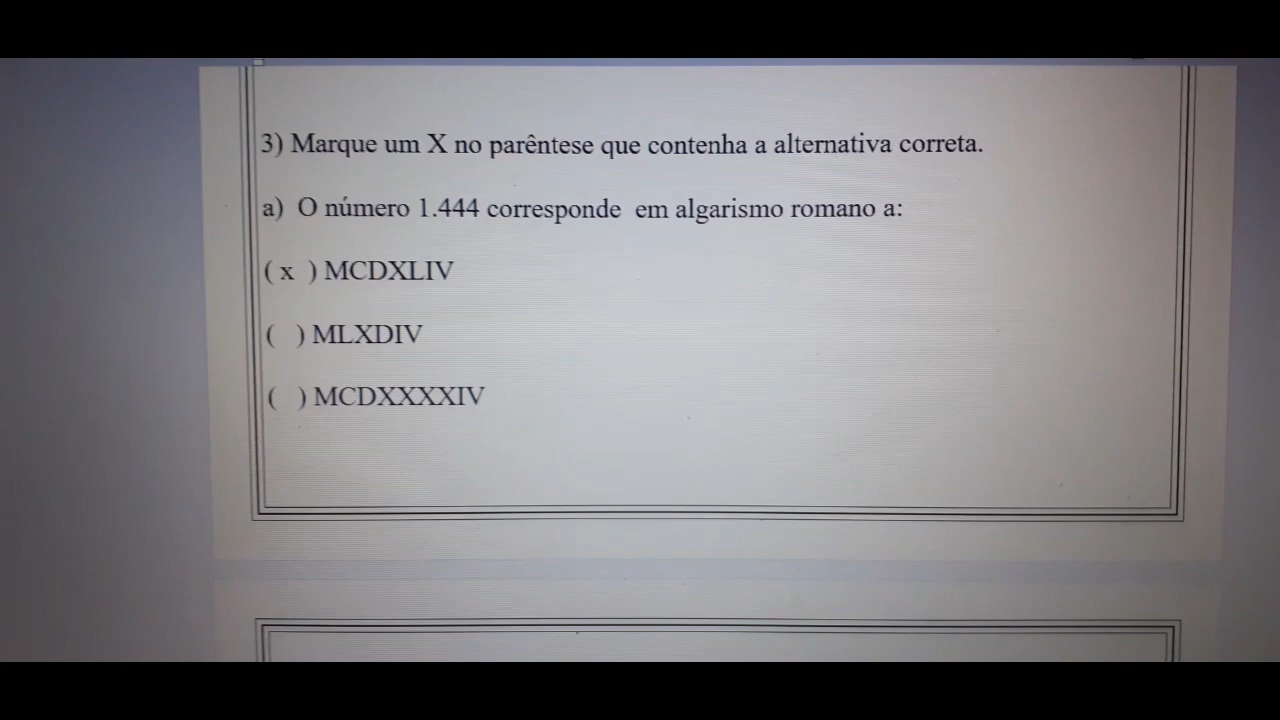 3) Marque um X no parêntese que contenha a alternativa correta.
a) O número 1.444 corresponde em algarismo romano a:
( x ) MCDXLIV
( ) MLXDIV
( ) MCDXXXXIV